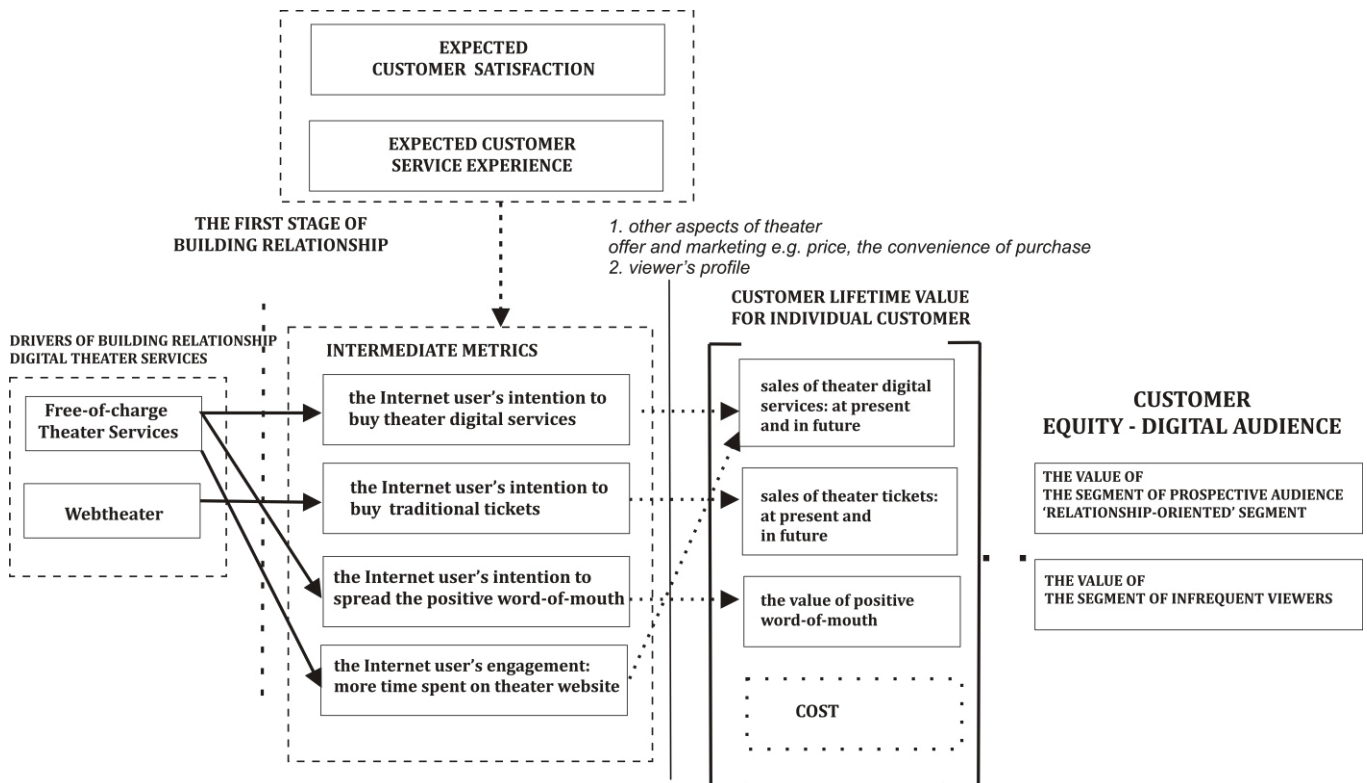 EXPECTED
CUSTOMER SATISFACTION
EXPECTED CUSTOMER
SERVICE EXPERIENCE
THE FIRST STAGE OF
BUILDING RELATIONSHIP
1. other aspects of theater
offer and marketing e.g. price, the convenience of purchase
2. viewer's profile
DRIVERS OF BUILDING RELATIONSHIP
DIGITAL THEATER SERVICES
Free-of-charge
Theater Services
Webtheater
INTERMEDIATE METRICS
the Internet user's intention to
buy theater digital services
the Internet user's intention to
buy traditional tickets
the Internet user's intention to
spread the positive word-of-mouth
the Internet user's engagement:
more time spent on theater website
CUSTOMER LIFETIME VALUE
FOR INDIVIDUAL CUSTOMER
sales of theater digital
services: at present
and in future
sales of theater tickets:
at present and
in future
the value of positive
word-of-mouth
COST
CUSTOMER
EQUITY - DIGITAL AUDIENCE
THE VALUE OF
THE SEGMENT OF PROSPECTIVE AUDIENCE
'RELATIONSHIP-ORIENTED' SEGMENT
THE VALUE OF
THE SEGMENT OF INFREQUENT VIEWERS